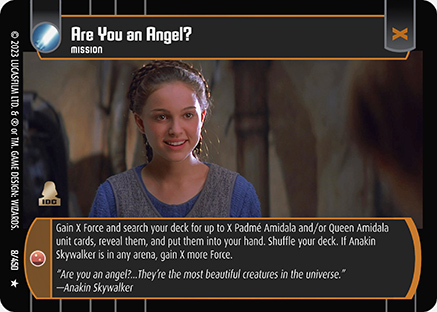 Are You an Angel?
MISSION
X
IDC
Gain X Force and search your deck for up to X Padmé Amidala and/or Queen Amidala
unit cards, reveal them, and put them into your hand. Shuffle your deck. If Anakin
Skywalker is in any arena, gain X more Force.
“Are you an angel?...They’re the most beautiful creatures in the universe.”
—Anakin Skywalker
© 2023 LUCASFILM LTD. & ® or TM. GAME DESIGN: WIZARDS.
8/450 ★